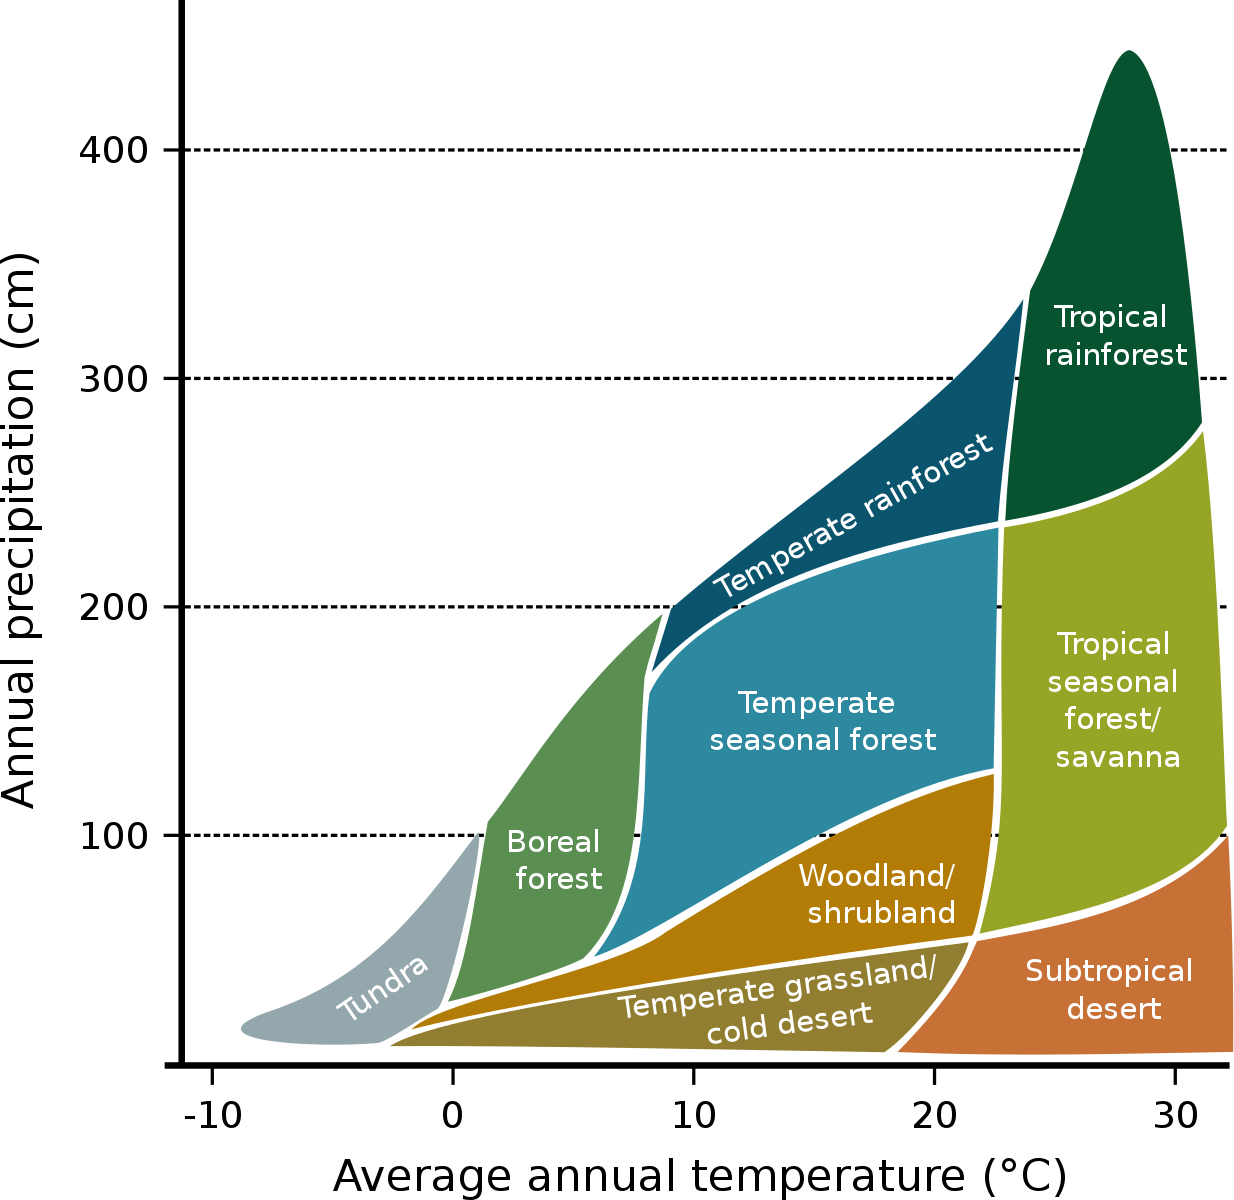 Annual precipitation (cm)
400
300
200
100
Tropical
rainforest
Temperate rainforest
Tropical
seasonal
forest/
savanna
Temperate
seasonal forest
Boreal
forest
Woodland/
shrubland
Tundra
Temperate grassland/
cold desert
Subtropical
desert
-10
0
10
20
30
Average annual temperature (°C)